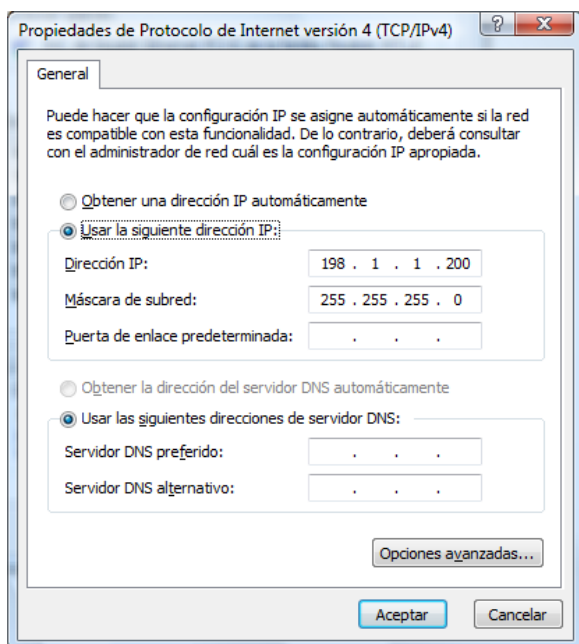 Propiedades de Protocolo de Internet versión 4 (TCP/IPv4)
General
Puede hacer que la configuración IP se asigne automáticamente si la red
es compatible con esta funcionalidad. De lo contrario, deberá consultar
con el administrador de red cuál es la configuración IP apropiada.
Obtener una dirección IP automáticamente
Usar la siguiente dirección IP:
Dirección IP: 198 . 1 . 1 . 200
Máscara de subred: 255 . 255 . 255 . 0
Puerta de enlace predeterminada: . . .
Obtener la dirección del servidor DNS automáticamente
Usar las siguientes direcciones de servidor DNS:
Servidor DNS preferido: . . .
Servidor DNS alternativo: . . .
Opciones avanzadas...
Aceptar Cancelar